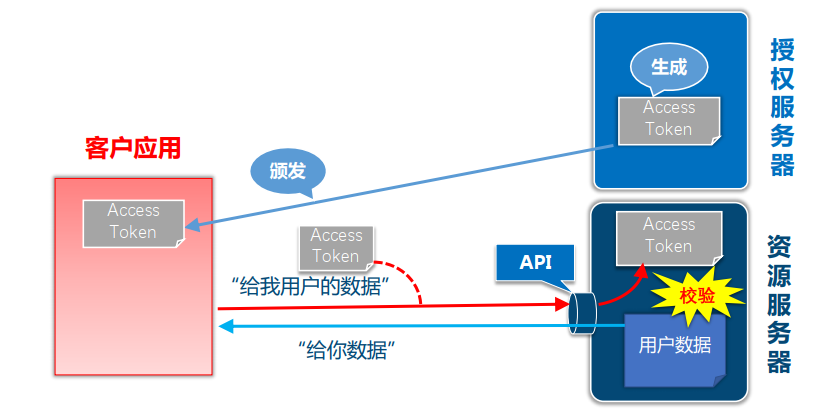 生成
Access
Token
授权服务器
客户应用
颁发
Access
Token
Access
Token
Access
Token
资源服务器
API
“给我用户的数据”
校验
“给你数据”
用户数据